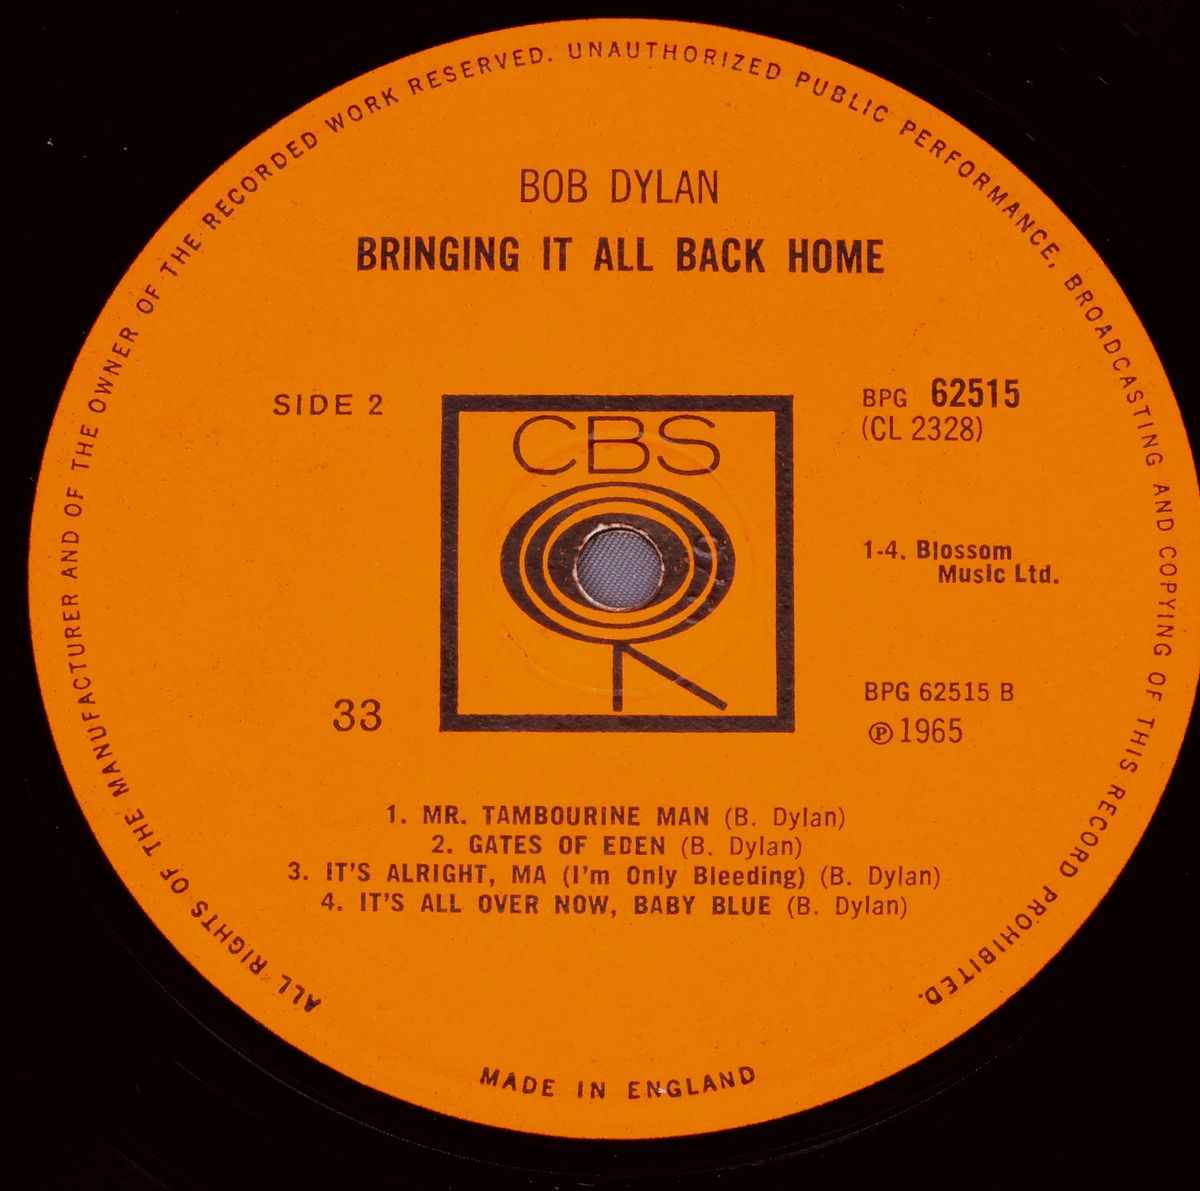 ALL RIGHTS OF THE MANUFACTURER AND OF THE OWNER OF THE RECORDED WORK RESERVED. UNAUTHORIZED PUBLIC PERFORMANCE, BROADCASTING AND COPYING OF THIS RECORD PROHIBITED.
BOB DYLAN
BRINGING IT ALL BACK HOME
SIDE 2
CBS
BPG 62515
(CL 2328)
1-4. Blossom
Music Ltd.
33
BPG 62515 B
℗ 1965
1. MR. TAMBOURINE MAN (B. Dylan)
2. GATES OF EDEN (B. Dylan)
3. IT'S ALRIGHT, MA (I'm Only Bleeding) (B. Dylan)
4. IT'S ALL OVER NOW, BABY BLUE (B. Dylan)
MADE IN ENGLAND